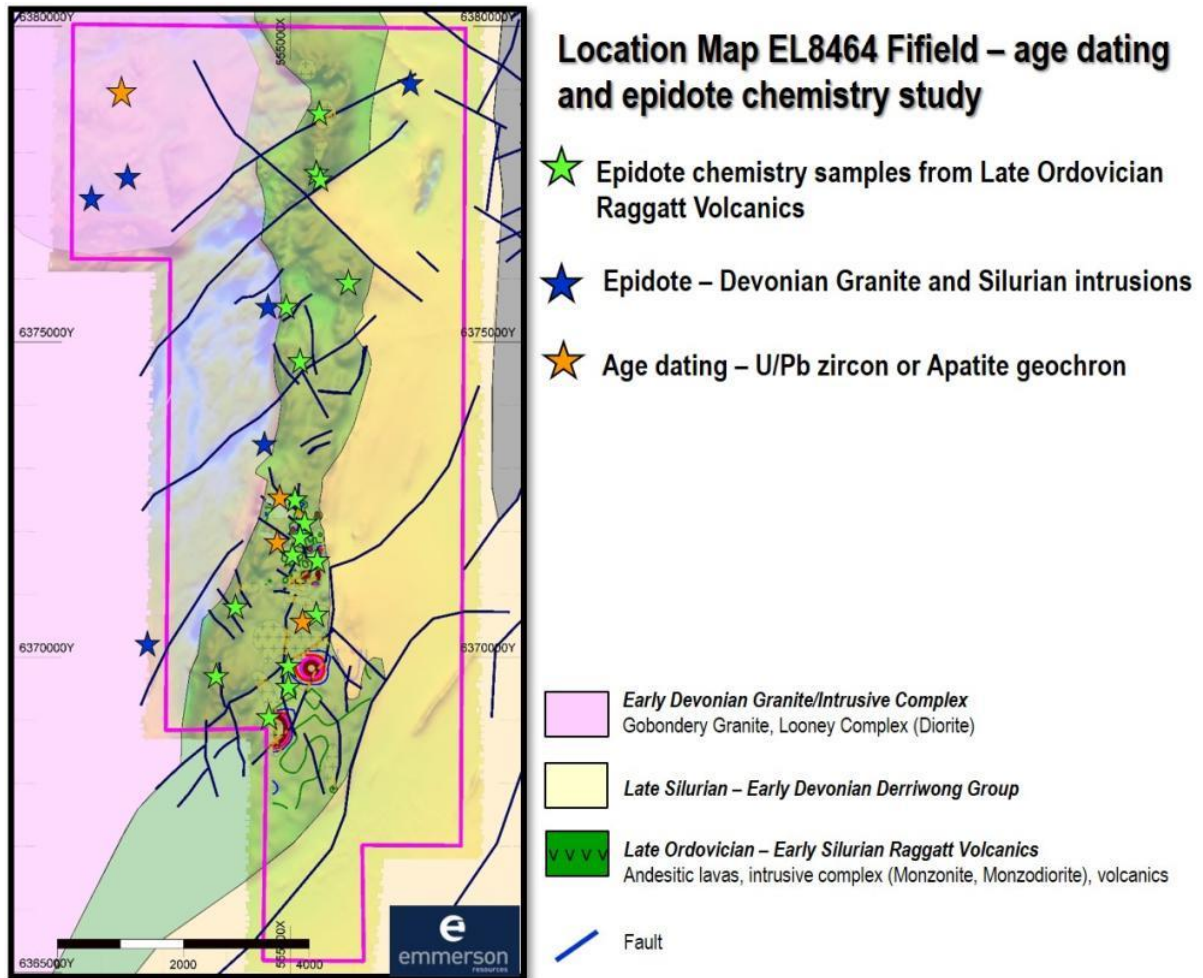 6380000Y
555000X
6380000Y
6375000Y
6375000Y
6370000Y
6370000Y
6365000Y
2000
4000
e
emmerson
resources
Location Map EL8464 Fifield – age dating
and epidote chemistry study
Epidote chemistry samples from Late Ordovician
Raggatt Volcanics
Epidote – Devonian Granite and Silurian intrusions
Age dating – U/Pb zircon or Apatite geochron
Early Devonian Granite/Intrusive Complex
Gobondery Granite, Looney Complex (Diorite)
Late Silurian – Early Devonian Derriwong Group
V V V V
Late Ordovician – Early Silurian Raggatt Volcanics
Andesitic lavas, intrusive complex (Monzonite, Monzodiorite), volcanics
Fault